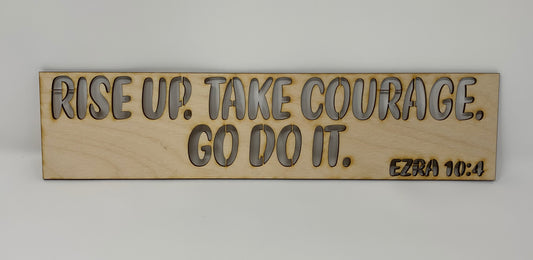 RISE UP. TAKE COURAGE.
GO DO IT.
EZRA 10:4